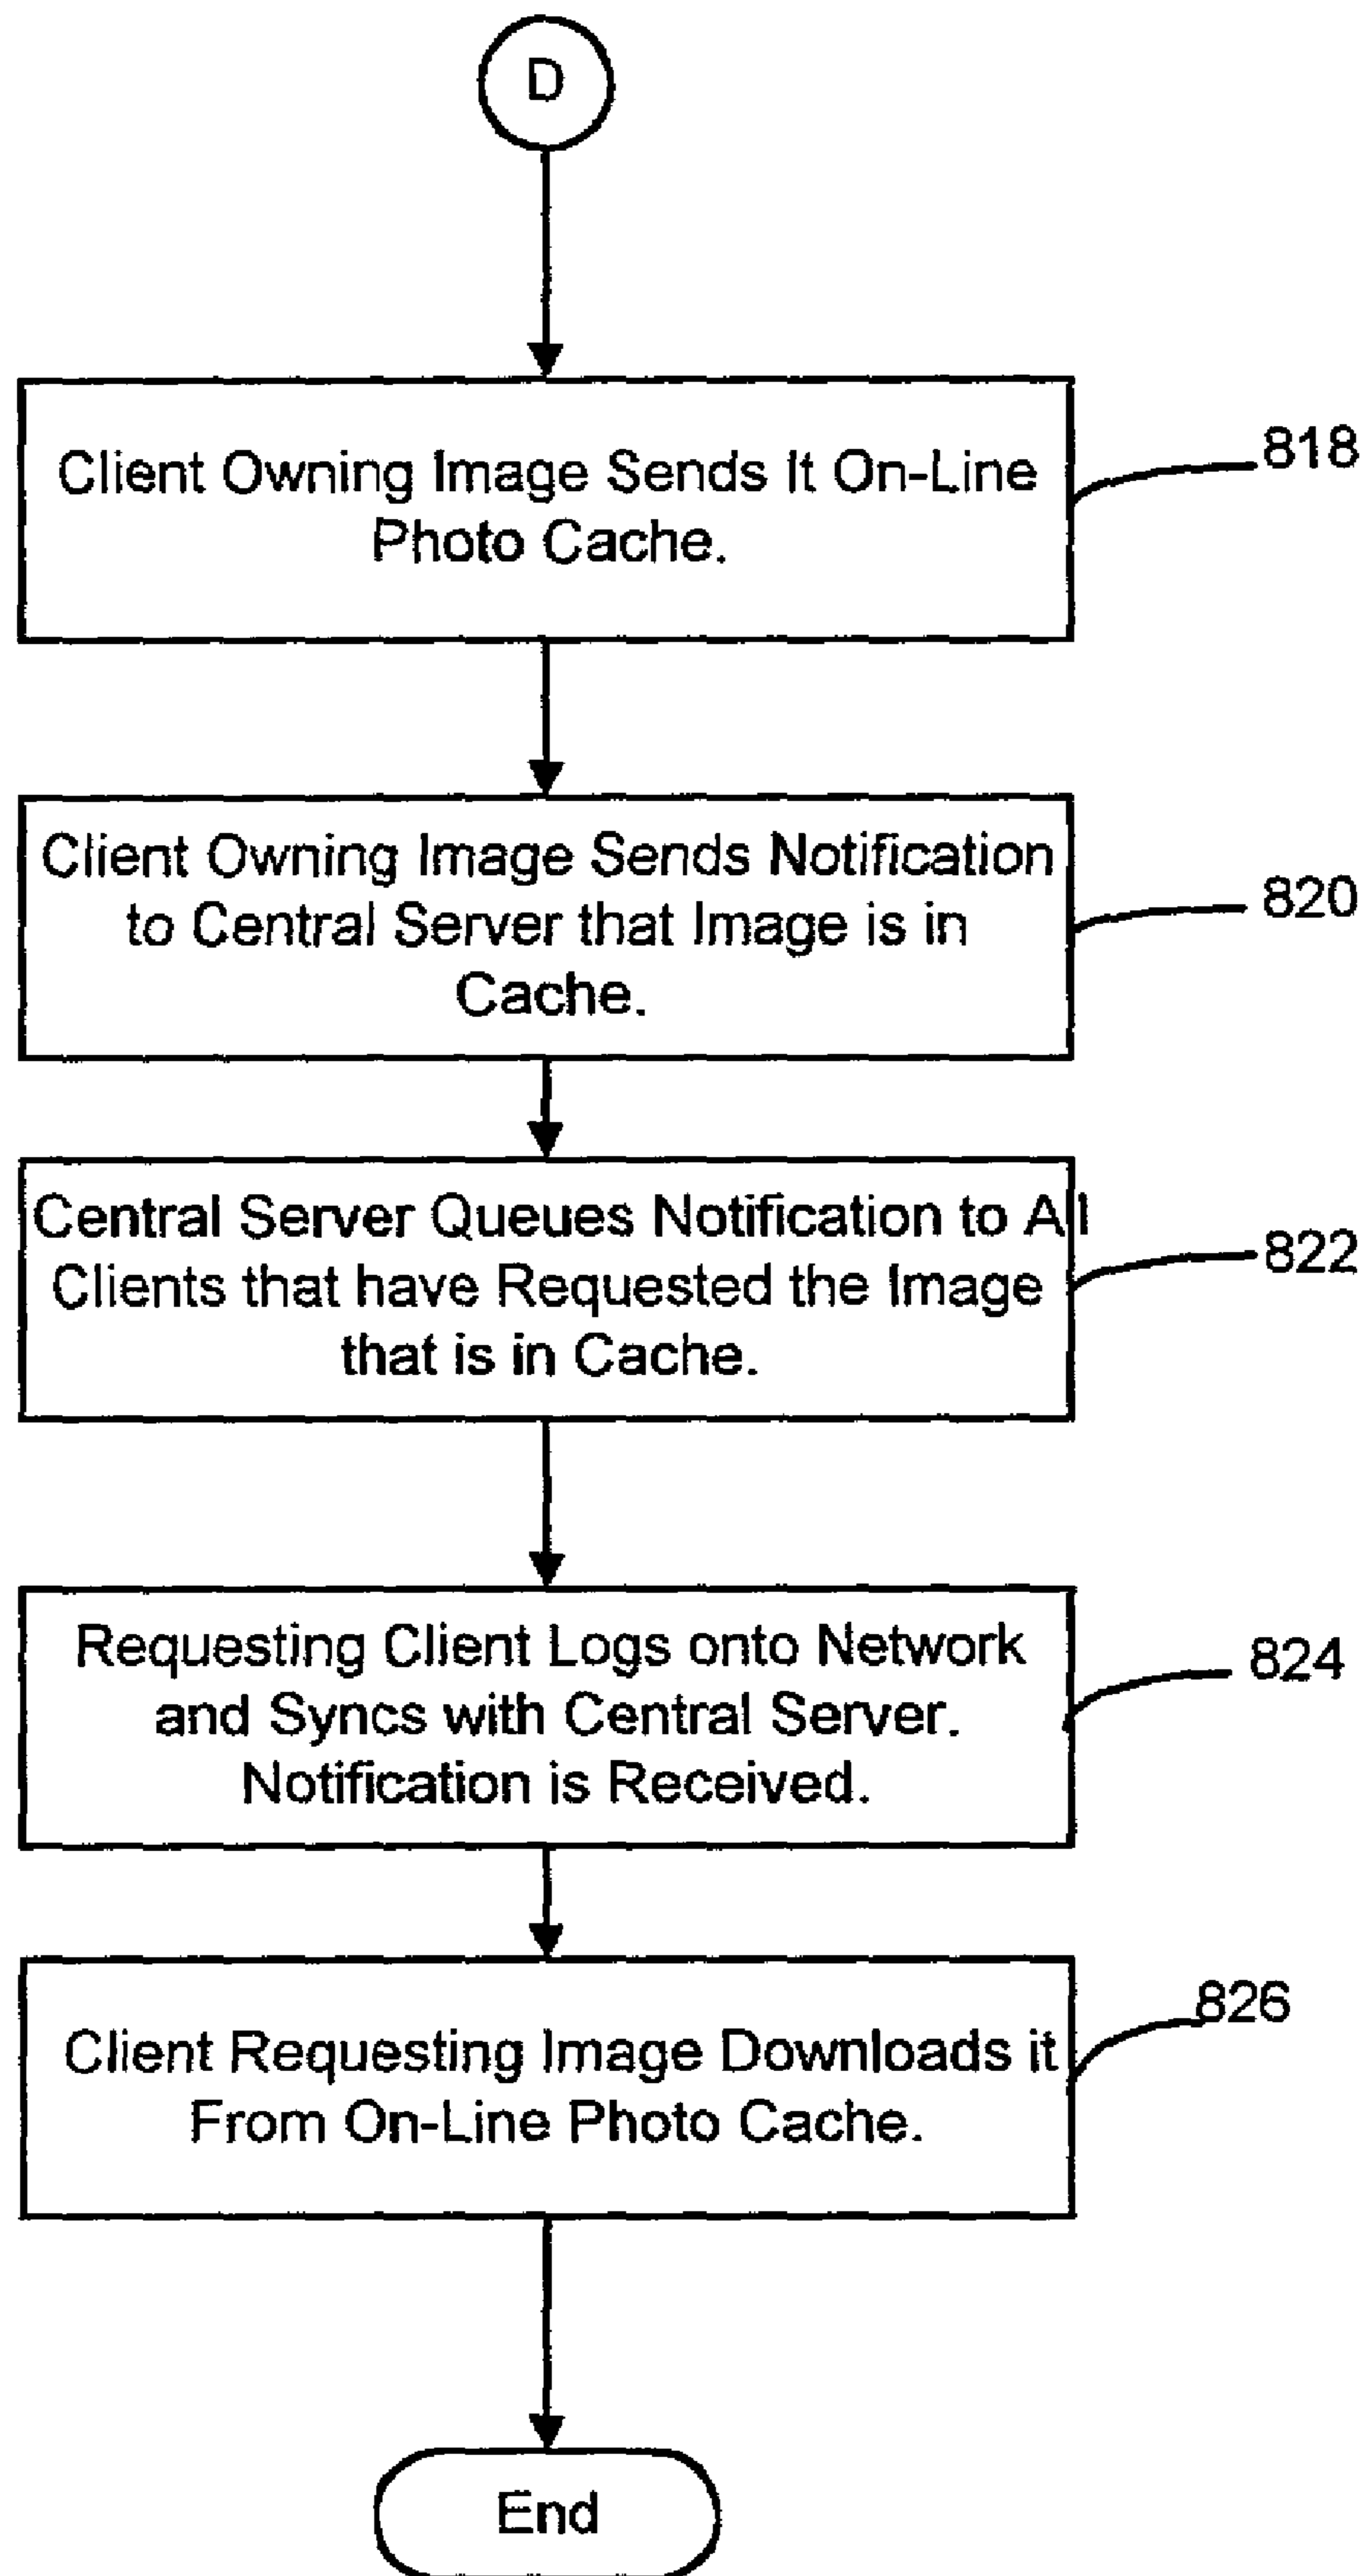 D
Client Owning Image Sends It On-Line
Photo Cache.
818
Client Owning Image Sends Notification
to Central Server that Image is in
Cache.
820
Central Server Queues Notification to All
Clients that have Requested the Image
that is in Cache.
822
Requesting Client Logs onto Network
and Syncs with Central Server.
Notification is Received.
824
Client Requesting Image Downloads it
From On-Line Photo Cache.
826
End